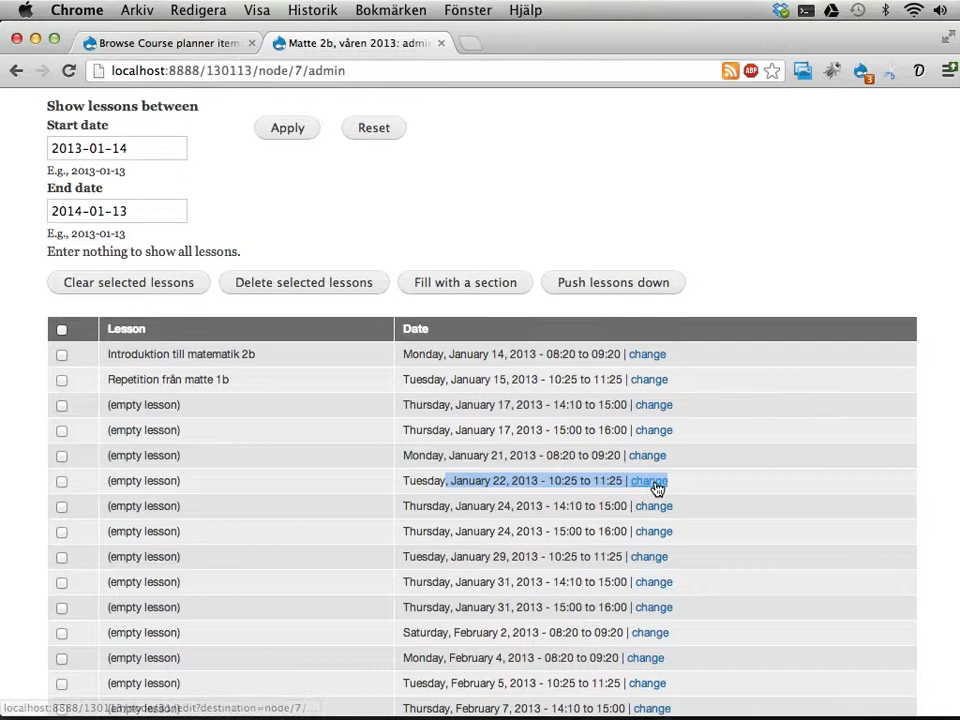 Chrome Arkiv Redigera Visa Historik Bokmärken Fönster Hjälp
Browse Course planner item
Matte 2b, våren 2013: admi
localhost:8888/130113/node/7/admin
ABP
3
Show lessons between
Start date
Apply
Reset
2013-01-14
E.g., 2013-01-13
End date
2014-01-13
E.g., 2013-01-13
Enter nothing to show all lessons.
Clear selected lessons
Delete selected lessons
Fill with a section
Push lessons down
Lesson Date
Introduktion till matematik 2b Monday, January 14, 2013 - 08:20 to 09:20 | change
Repetition från matte 1b Tuesday, January 15, 2013 - 10:25 to 11:25 | change
(empty lesson) Thursday, January 17, 2013 - 14:10 to 15:00 | change
(empty lesson) Thursday, January 17, 2013 - 15:00 to 16:00 | change
(empty lesson) Monday, January 21, 2013 - 08:20 to 09:20 | change
(empty lesson) Tuesday, January 22, 2013 - 10:25 to 11:25 | change
(empty lesson) Thursday, January 24, 2013 - 14:10 to 15:00 | change
(empty lesson) Thursday, January 24, 2013 - 15:00 to 16:00 | change
(empty lesson) Tuesday, January 29, 2013 - 10:25 to 11:25 | change
(empty lesson) Thursday, January 31, 2013 - 14:10 to 15:00 | change
(empty lesson) Thursday, January 31, 2013 - 15:00 to 16:00 | change
(empty lesson) Saturday, February 2, 2013 - 08:20 to 09:20 | change
(empty lesson) Monday, February 4, 2013 - 08:20 to 09:20 | change
(empty lesson) Tuesday, February 5, 2013 - 10:25 to 11:25 | change
(empty lesson) Thursday, February 7, 2013 - 14:10 to 15:00 | change